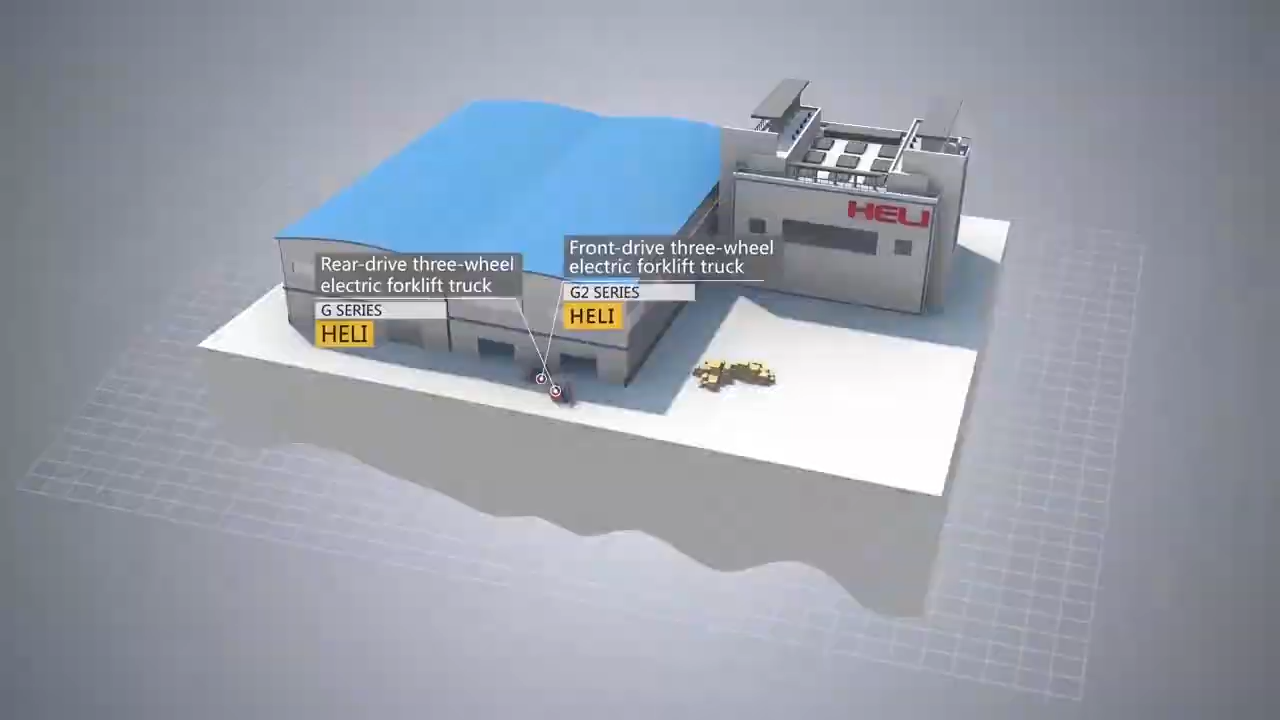 HELI
Rear-drive three-wheel
electric forklift truck
G SERIES
HELI
Front-drive three-wheel
electric forklift truck
G2 SERIES
HELI